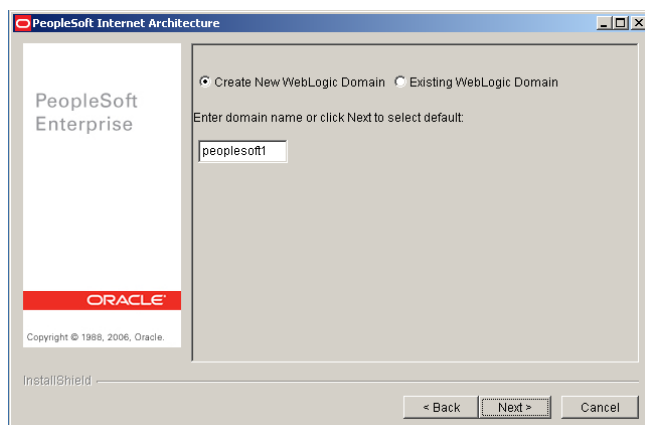 PeopleSoft Internet Architecture
PeopleSoft
Enterprise
Create New WebLogic Domain Existing WebLogic Domain
Enter domain name or click Next to select default:
peoplesoft1
ORACLE
Copyright © 1988, 2006, Oracle.
InstallShield
< Back Next > Cancel